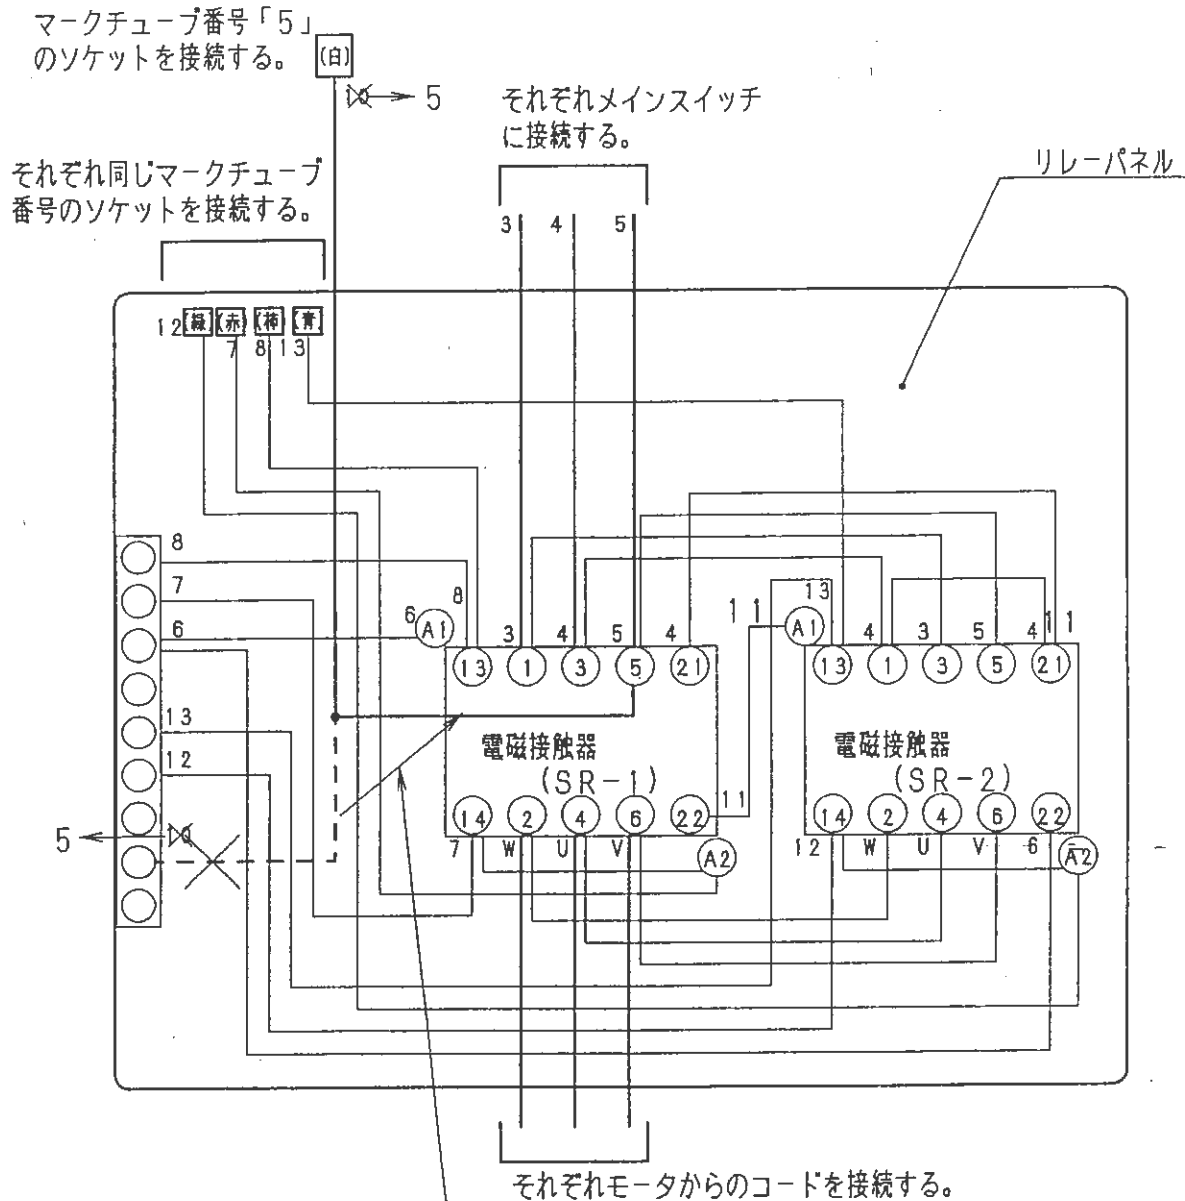 マークチューブ番号「5」
のソケットを接続する。
(白)
5
それぞれメインスイッチ
に接続する。
リレーパネル
それぞれ同じマークチューブ
番号のソケットを接続する。
3 4 5
12 (緑) (赤) (柿) (青)
7 8 13
8
7
6
13
12
5
6 A1 8 3 4 5 4
13 1 3 5 21
電磁接触器
(SR-1)
14 2 4 6 22
7 W U V A2
11
11
A1 13 4 3 5 4 11
13 1 3 5 21
電磁接触器
(SR-2)
14 2 4 6 22
12 W U V 6 A2
それぞれモータからのコードを接続する。